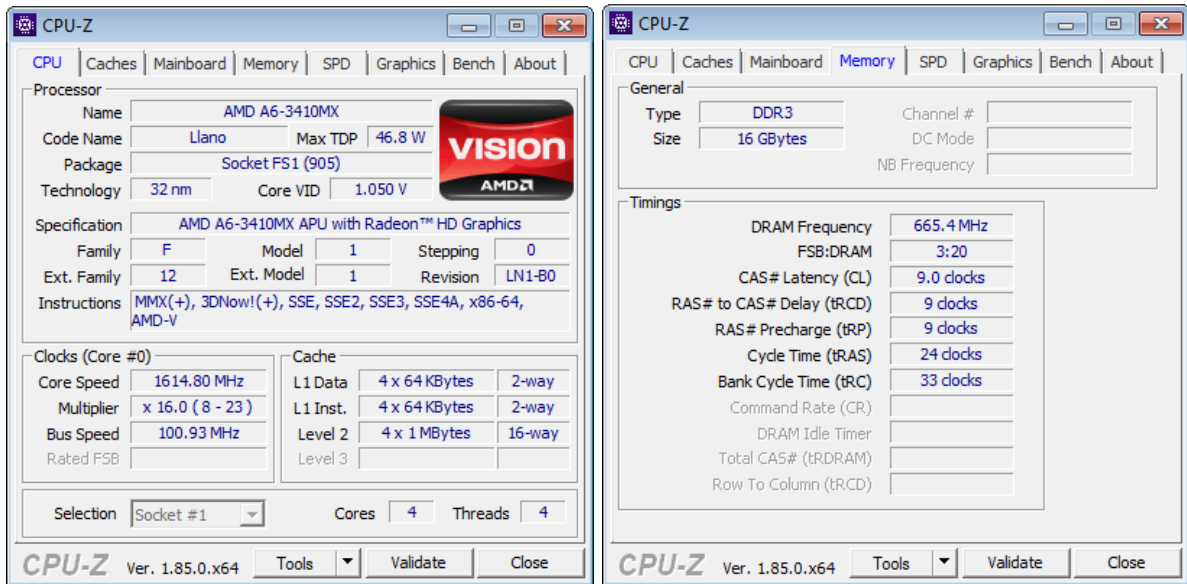 CPU-Z
CPU Caches Mainboard Memory SPD Graphics Bench About
Processor
Name AMD A6-3410MX
Code Name Llano Max TDP 46.8 W
Package Socket FS1 (905)
Technology 32 nm Core VID 1.050 V
VISION
AMD
Specification AMD A6-3410MX APU with Radeon™ HD Graphics
Family F Model 1 Stepping 0
Ext. Family 12 Ext. Model 1 Revision LN1-B0
Instructions MMX(+), 3DNow!(+), SSE, SSE2, SSE3, SSE4A, x86-64,
AMD-V
Clocks (Core #0)
Core Speed 1614.80 MHz
Multiplier x 16.0 ( 8 - 23 )
Bus Speed 100.93 MHz
Rated FSB
Cache
L1 Data 4 x 64 KBytes 2-way
L1 Inst. 4 x 64 KBytes 2-way
Level 2 4 x 1 MBytes 16-way
Level 3
Selection Socket #1 Cores 4 Threads 4
CPU-Z Ver. 1.85.0.x64 Tools Validate Close
CPU-Z
CPU Caches Mainboard Memory SPD Graphics Bench About
General
Type DDR3 Channel #
Size 16 GBytes DC Mode
NB Frequency
Timings
DRAM Frequency 665.4 MHz
FSB:DRAM 3:20
CAS# Latency (CL) 9.0 clocks
RAS# to CAS# Delay (tRCD) 9 clocks
RAS# Precharge (tRP) 9 clocks
Cycle Time (tRAS) 24 clocks
Bank Cycle Time (tRC) 33 clocks
Command Rate (CR)
DRAM Idle Timer
Total CAS# (tRDRAM)
Row To Column (tRCD)
CPU-Z Ver. 1.85.0.x64 Tools Validate Close